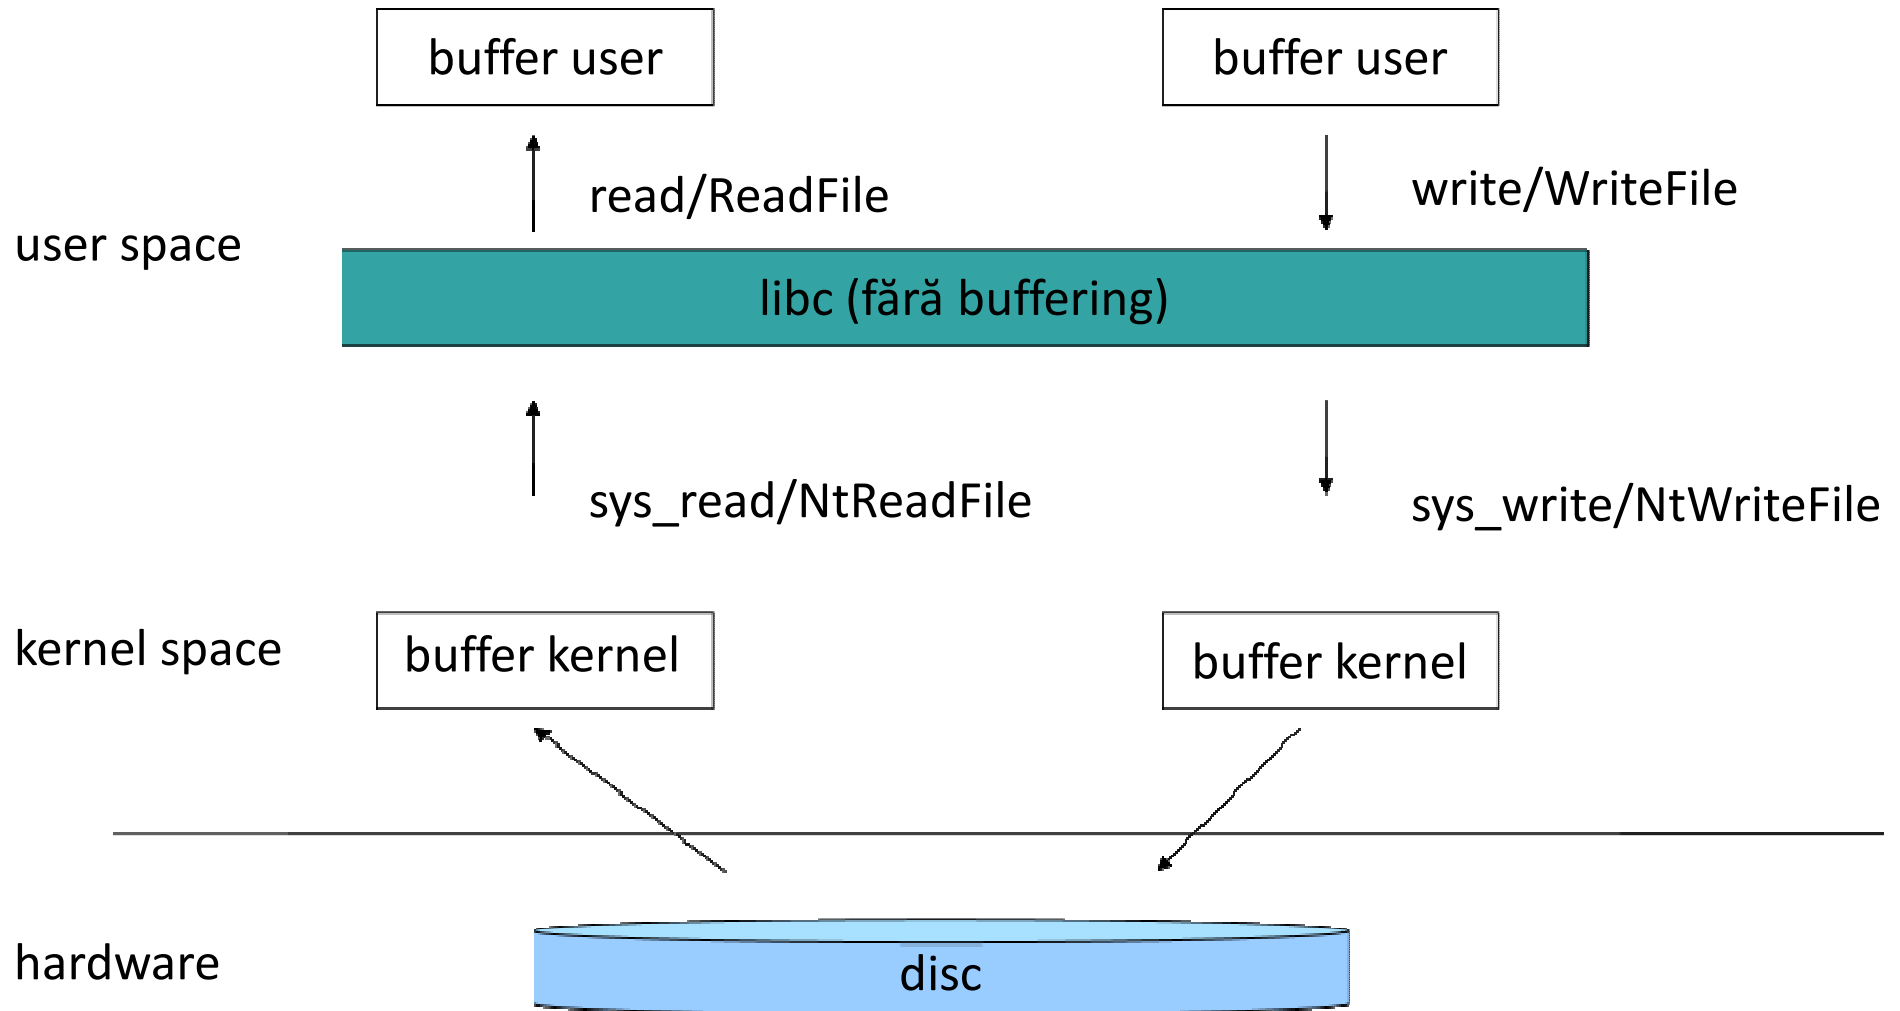 buffer user
buffer user
read/ReadFile
write/WriteFile
user space
libc (fără buffering)
sys_read/NtReadFile
sys_write/NtWriteFile
kernel space
buffer kernel
buffer kernel
hardware
disc